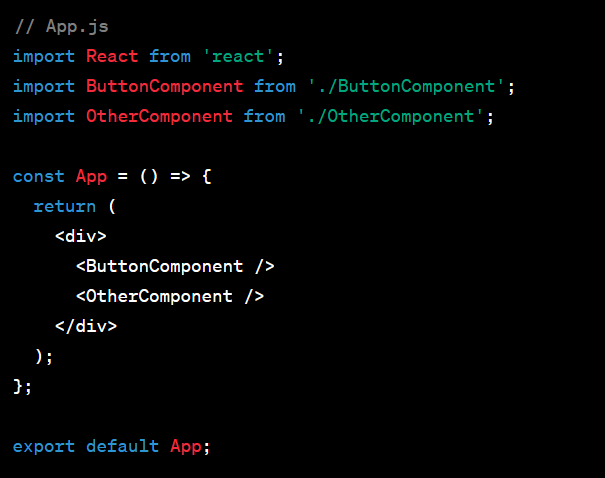 // App.js
import React from 'react';
import ButtonComponent from './ButtonComponent';
import OtherComponent from './OtherComponent';

const App = () => {
  return (
    <div>
      <ButtonComponent />
      <OtherComponent />
    </div>
  );
};

export default App;